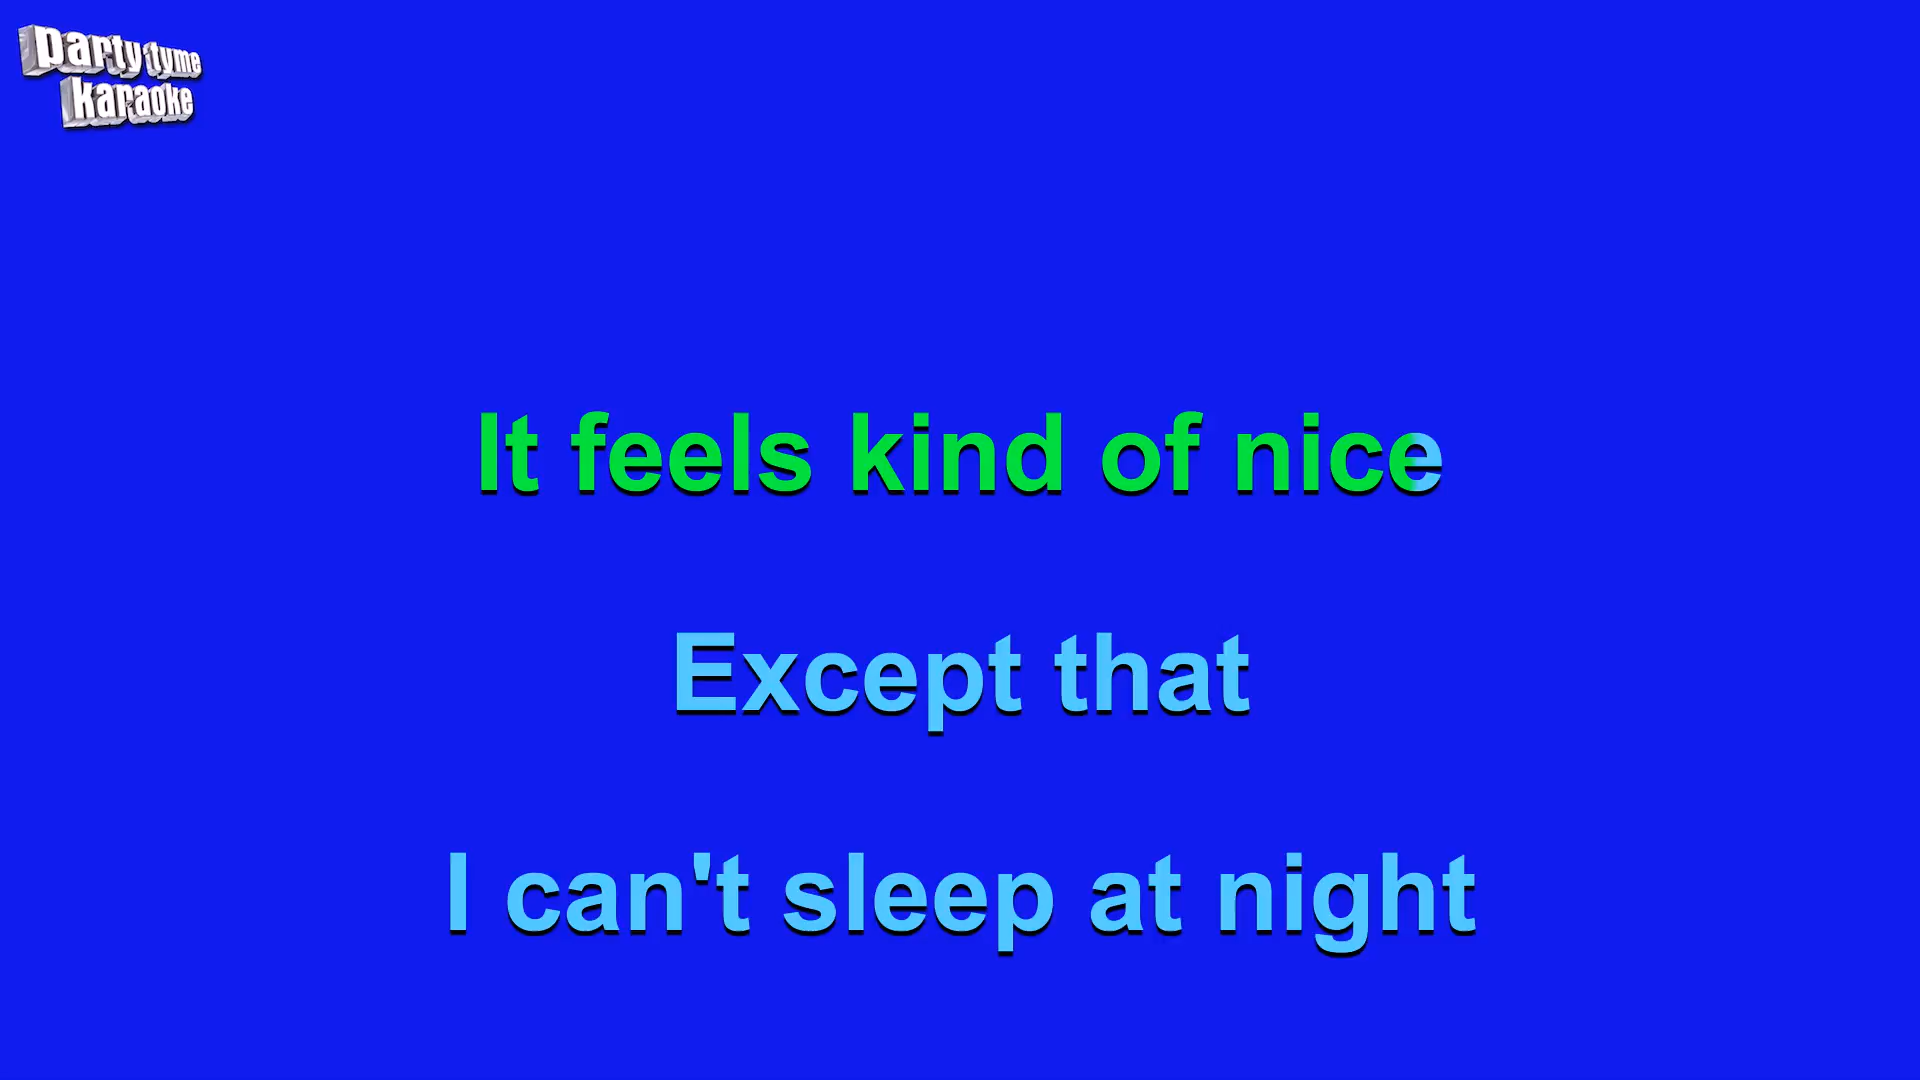 party tyme
karaoke
It feels kind of nice
Except that
I can't sleep at night